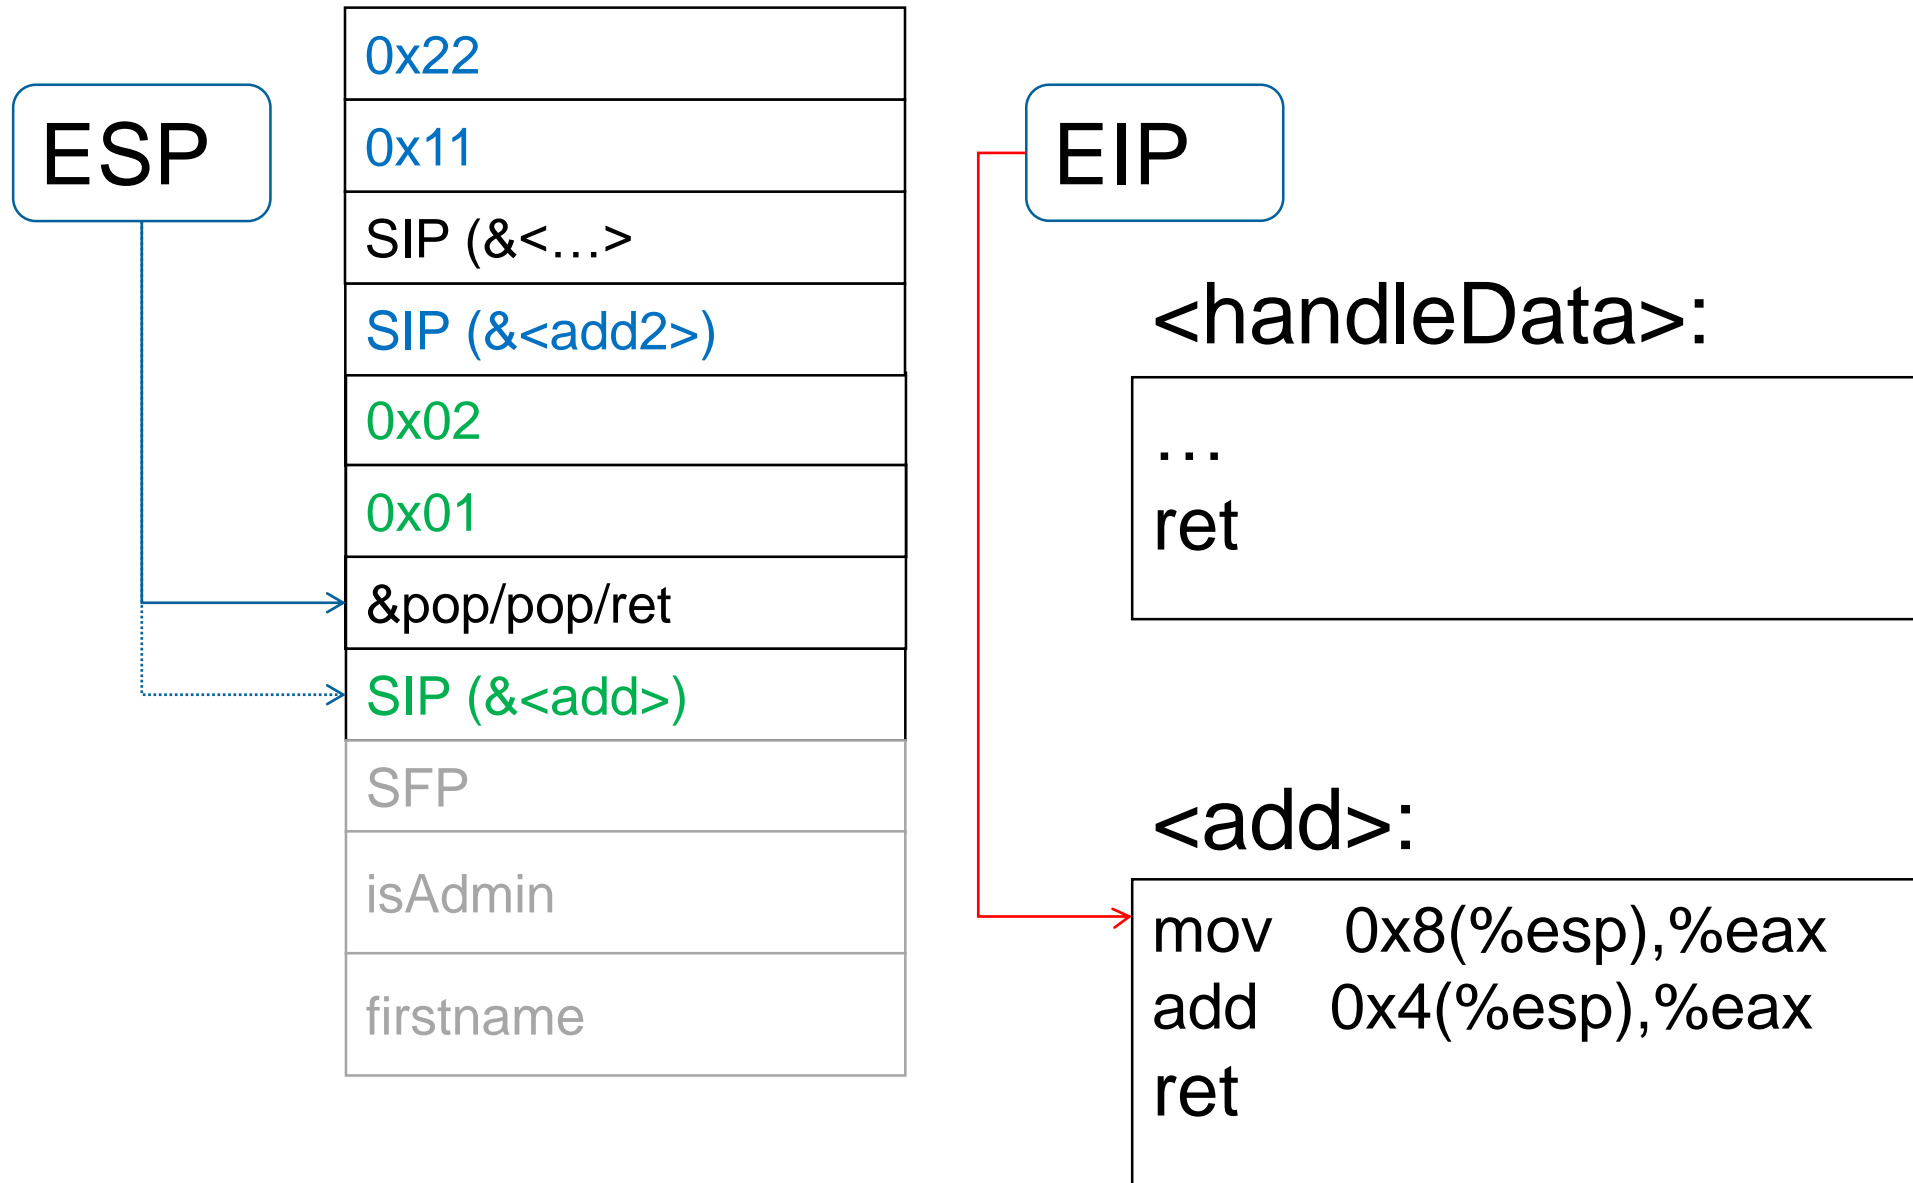 ESP
0x22
0x11
SIP (&<…>
SIP (&<add2>)
0x02
0x01
&pop/pop/ret
SIP (&<add>)
SFP
isAdmin
firstname
EIP
<handleData>:
…
ret
<add>:
mov 0x8(%esp),%eax
add 0x4(%esp),%eax
ret